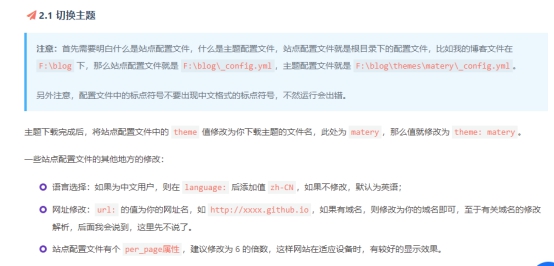 2.1 切换主题
注意：首先需要明白什么是站点配置文件，什么是主题配置文件，站点配置文件就是根目录下的配置文件，比如我的博客文件在
F:\blog 下，那么站点配置文件就是 F:\blog\_config.yml，主题配置文件就是 F:\blog\themes\matery\_config.yml。
另外注意，配置文件中的标点符号不要出现中文格式的标点符号，不然运行会出错。
主题下载完成后，将站点配置文件中的 theme 值修改为你下载主题的文件名，此处为 matery，那么值就修改为 theme: matery。
一些站点配置文件的其他地方的修改：
语言选择：如果为中文用户，则在 language: 后添加值 zh-CN，如果不修改，默认为英语；
网址修改：url: 的值为你的网址名，如 http://xxxx.github.io，如果有域名，则修改为你的域名即可，至于有关域名的修改
解析，后面我会说到，这里先不说了。
站点配置文件有个 per_page属性，建议修改为 6 的倍数，这样网站在适应设备时，有较好的显示效果。